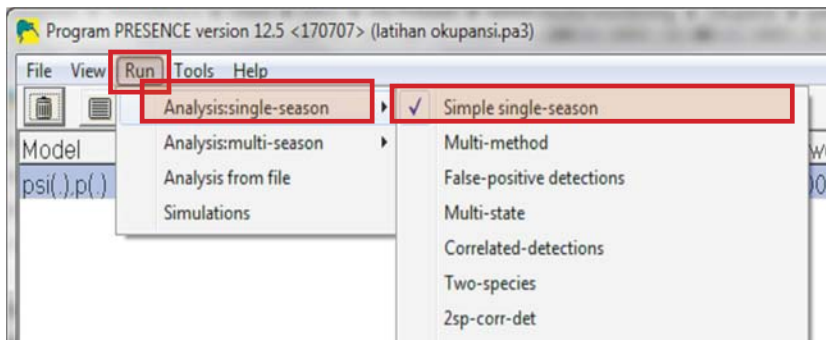 Program PRESENCE version 12.5 <170707> (latihan okupansi.pa3)
File View Run Tools Help
Analysis:single-season
Analysis:multi-season
Analysis from file
Simulations
✓ Simple single-season
Multi-method
False-positive detections
Multi-state
Correlated-detections
Two-species
2sp-corr-det
Model
psi(.),p(.)